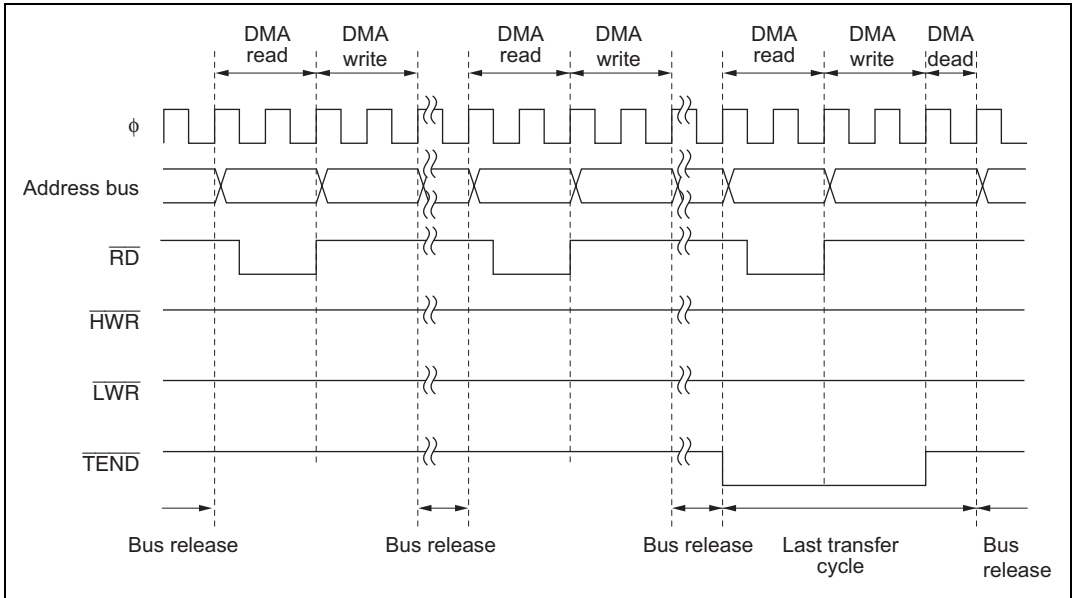 DMA read
DMA write
DMA read
DMA write
DMA read
DMA write
DMA dead
φ
Address bus
RD
HWR
LWR
TEND
Bus release
Bus release
Bus release
Last transfer cycle
Bus release